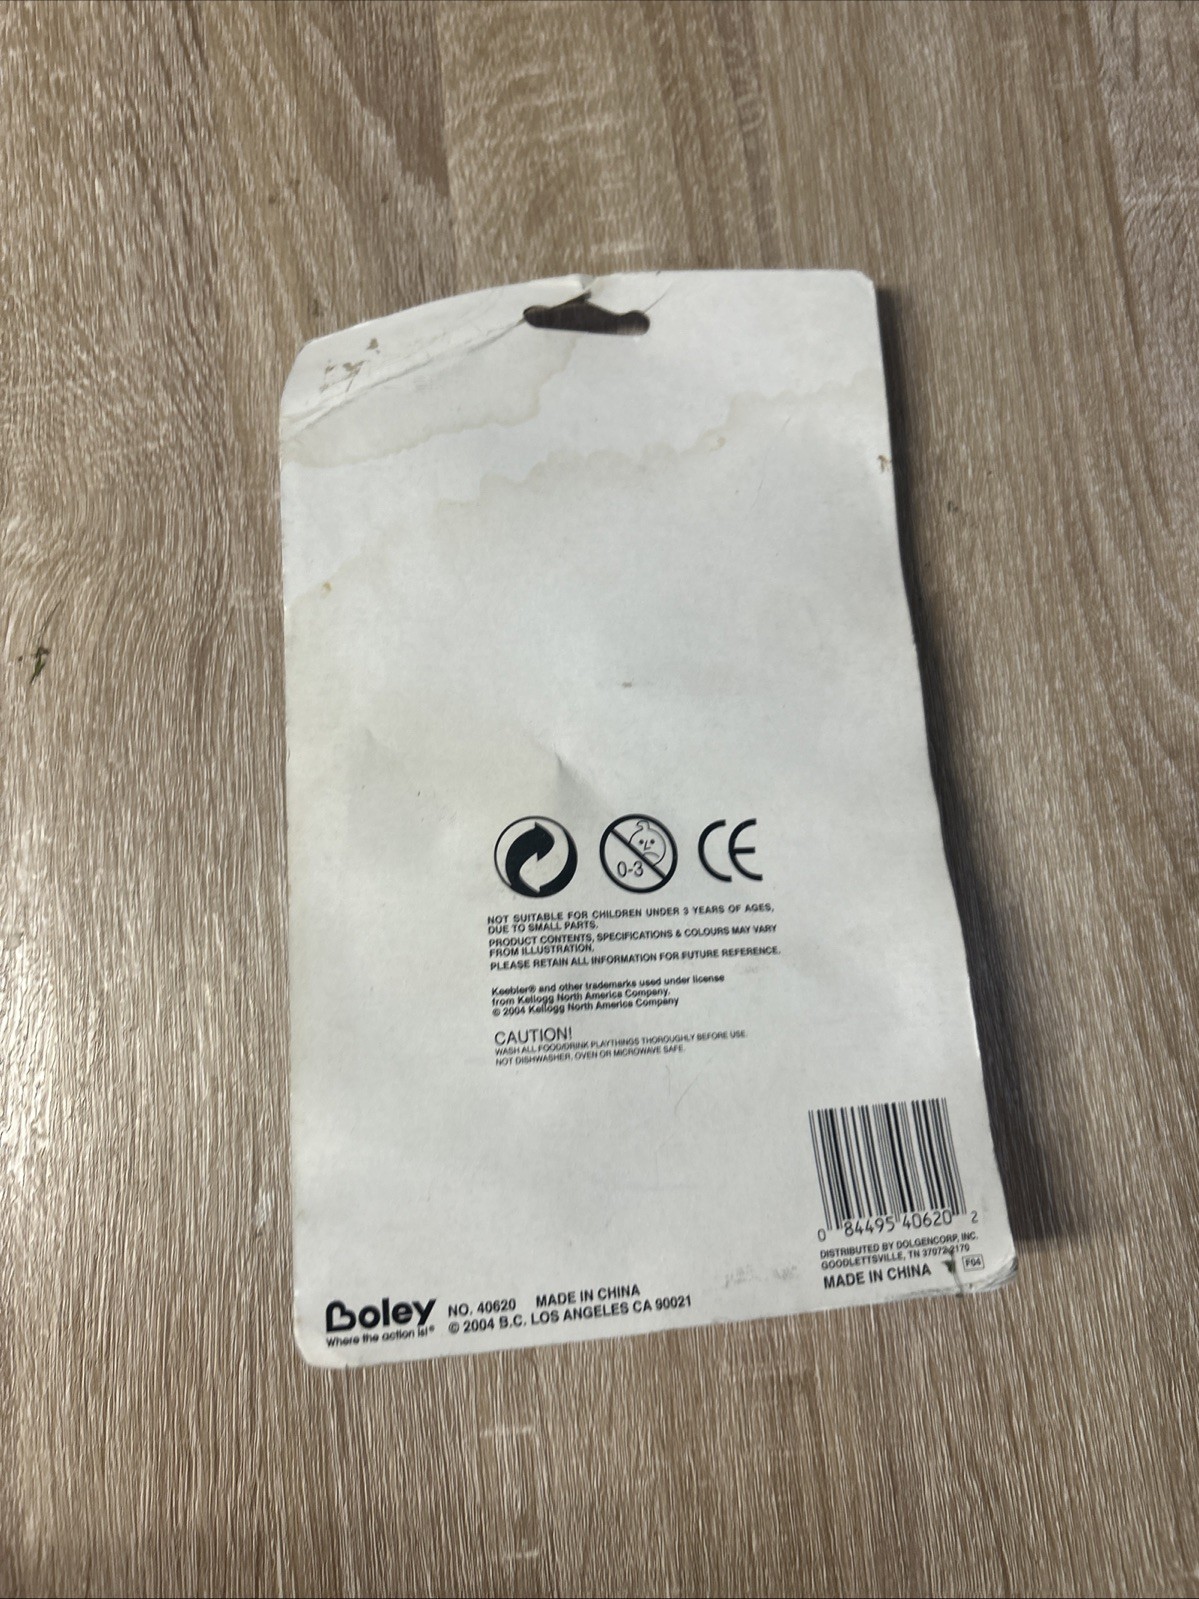 0-3
CE
NOT SUITABLE FOR CHILDREN UNDER 3 YEARS OF AGES,
DUE TO SMALL PARTS.
PRODUCT CONTENTS, SPECIFICATIONS & COLOURS MAY VARY
FROM ILLUSTRATION.
PLEASE RETAIN ALL INFORMATION FOR FUTURE REFERENCE.
Keebler® and other trademarks used under license
from Kellogg North America Company.
© 2004 Kellogg North America Company
CAUTION!
WASH ALL FOOD/DRINK PLAYTHINGS THOROUGHLY BEFORE USE.
NOT DISHWASHER, OVEN OR MICROWAVE SAFE.
0 84495 40620 2
DISTRIBUTED BY DOLGENCORP, INC.
GOODLETTSVILLE, TN 37072-2170
MADE IN CHINA F04
Boley
Where the action is!®
NO. 40620 MADE IN CHINA
© 2004 B.C. LOS ANGELES CA 90021